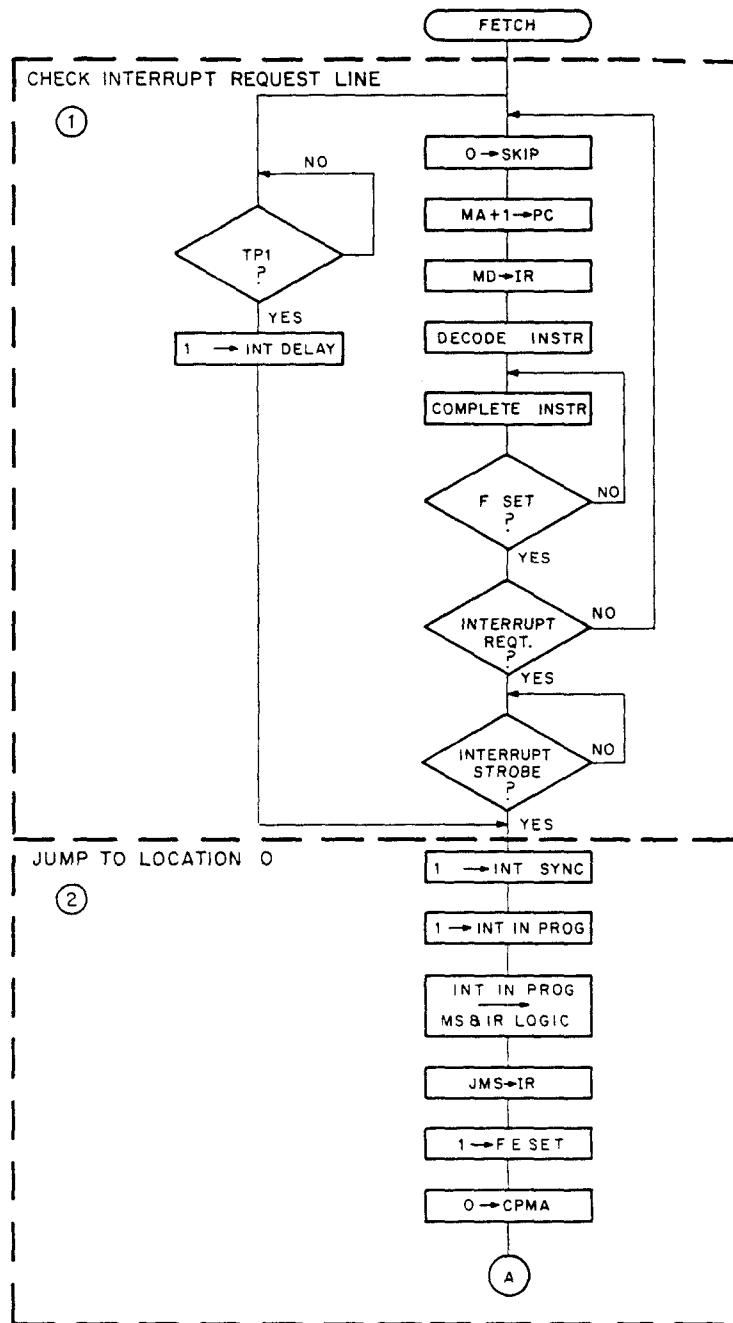 FETCH
CHECK INTERRUPT REQUEST LINE
1
0→SKIP
NO
MA+1→PC
TP1
?
MD→IR
YES
1 → INT DELAY
DECODE INSTR
COMPLETE INSTR
F SET
?
NO
YES
INTERRUPT
REQT.
?
NO
YES
INTERRUPT
STROBE
?
NO
YES
JUMP TO LOCATION 0
2
1 → INT SYNC
1 → INT IN PROG
INT IN PROG
→
MS & IR LOGIC
JMS→IR
1→F E SET
0→CPMA
A